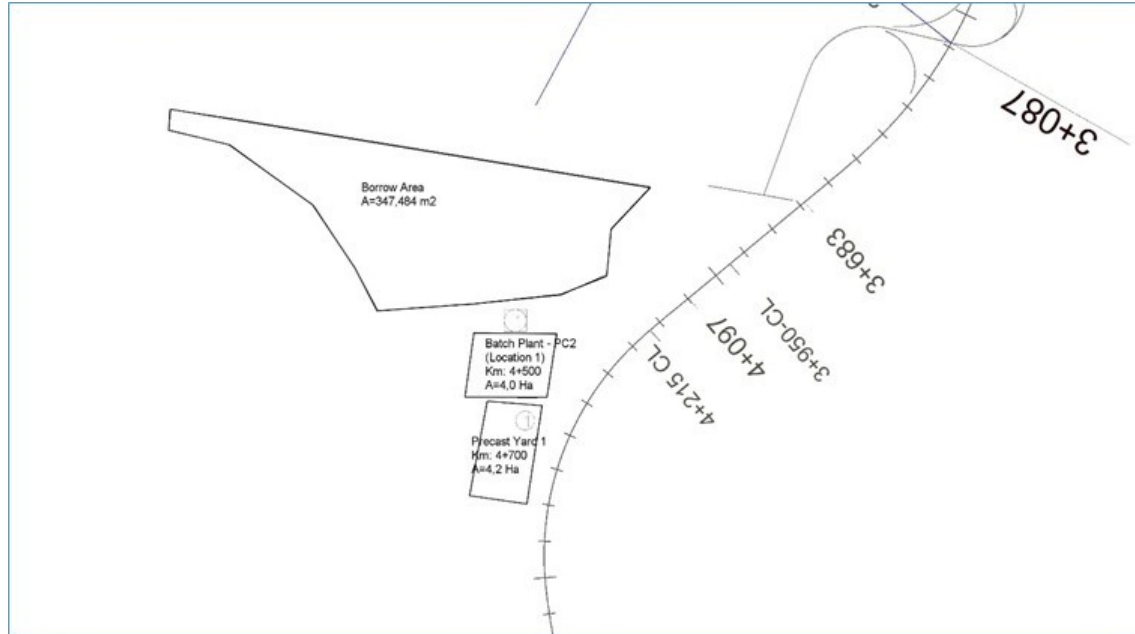 3+087
Borrow Area
A=347,484 m2
3+683
3+950-CL
4+097
4+215 CL
Batch Plant - PC2
(Location 1)
Km: 4+500
A=4,0 Ha
1
Precast Yard 1
Km: 4+700
A=4,2 Ha